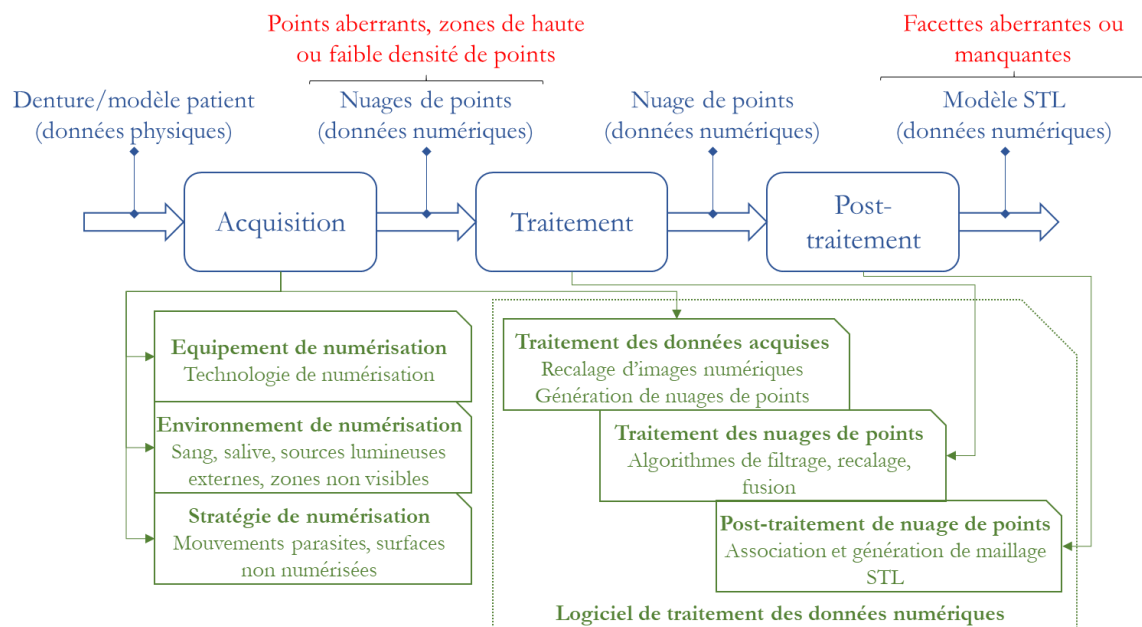 Points aberrants, zones de haute
ou faible densité de points
Facettes aberrantes ou
manquantes
Denture/modèle patient
(données physiques)
Nuages de points
(données numériques)
Nuage de points
(données numériques)
Modèle STL
(données numériques)
Acquisition
Traitement
Post-
traitement
Equipement de numérisation
Technologie de numérisation
Environnement de numérisation
Sang, salive, sources lumineuses
externes, zones non visibles
Stratégie de numérisation
Mouvements parasites, surfaces
non numérisées
Traitement des données acquises
Recalage d'images numériques
Génération de nuages de points
Traitement des nuages de points
Algorithmes de filtrage, recalage,
fusion
Post-traitement de nuage de points
Association et génération de maillage
STL
Logiciel de traitement des données numériques